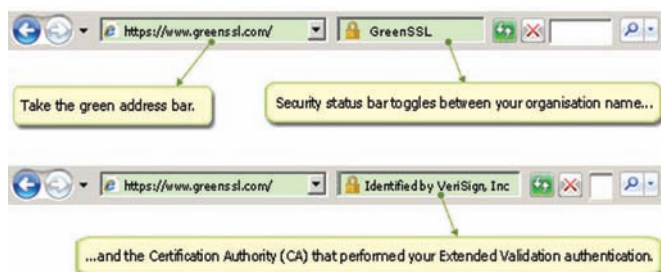 https://www.greenssl.com/ GreenSSL
Take the green address bar.
Security status bar toggles between your organisation name...
https://www.greenssl.com/ Identified by VeriSign, Inc
...and the Certification Authority (CA) that performed your Extended Validation authentication.